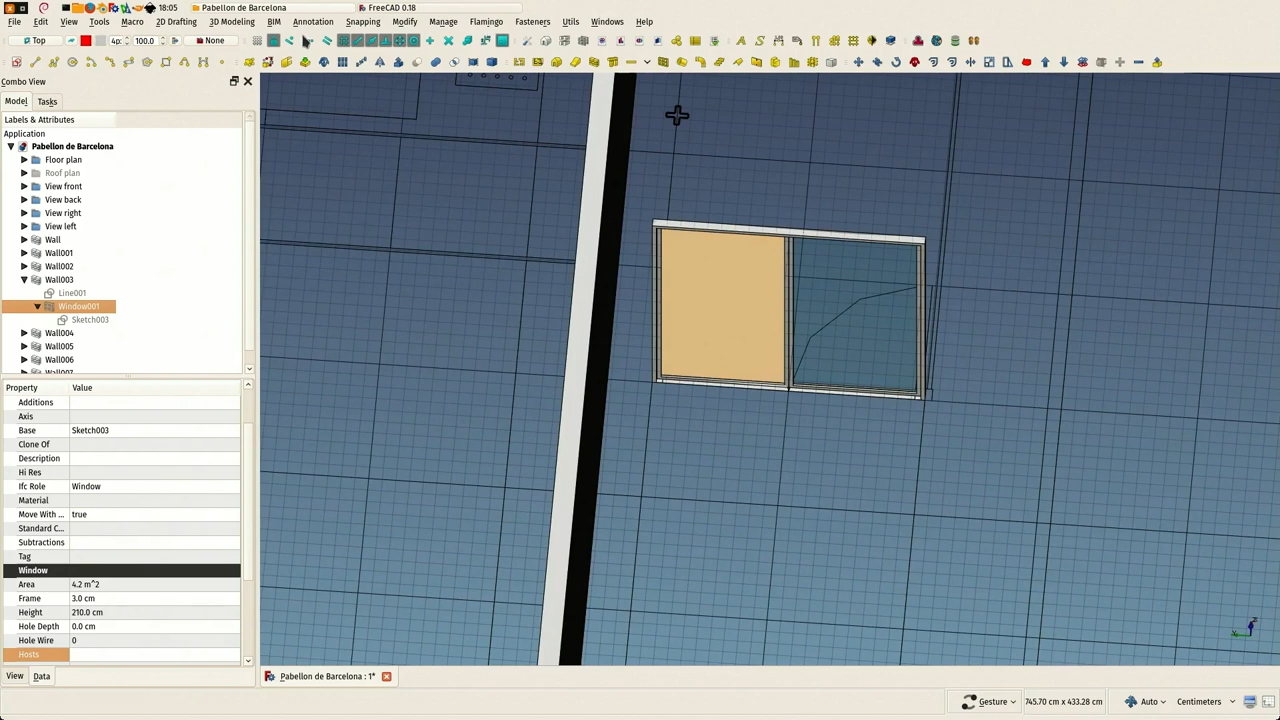 18:05 Pabellon de Barcelona FreeCAD 0.18
File Edit View Tools Macro 2D Drafting 3D Modeling BIM Annotation Snapping Modify Manage Flamingo Fasteners Utils Windows Help
Top 4p 100.0 None
Combo View
Model Tasks
Labels & Attributes
Application
Pabellon de Barcelona
Floor plan
Roof plan
View front
View back
View right
View left
Wall
Wall001
Wall002
Wall003
Line001
Window001
Sketch003
Wall004
Wall005
Wall006
Property Value
Additions
Axis
Base Sketch003
Clone Of
Description
Hi Res
Ifc Role Window
Material
Move With ... true
Standard C...
Subtractions
Tag
Window
Area 4.2 m^2
Frame 3.0 cm
Height 210.0 cm
Hole Depth 0.0 cm
Hole Wire 0
Hosts
View Data
Pabellon de Barcelona : 1*
Gesture 745.70 cm x 433.28 cm Auto Centimeters